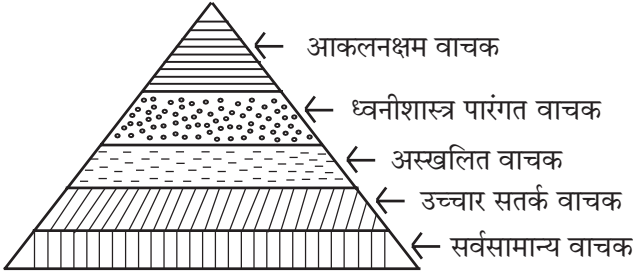 आकलनक्षम वाचक
ध्वनीशास्त्र पारंगत वाचक
अस्खलित वाचक
उच्चार सतर्क वाचक
सर्वसामान्य वाचक